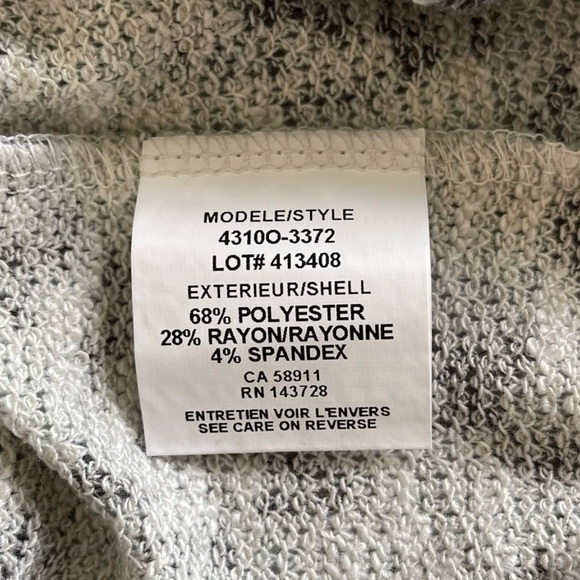 MODELE/STYLE
4310O-3372
LOT# 413408
EXTERIEUR/SHELL
68% POLYESTER
28% RAYON/RAYONNE
4% SPANDEX
CA 58911
RN 143728
ENTRETIEN VOIR L'ENVERS
SEE CARE ON REVERSE